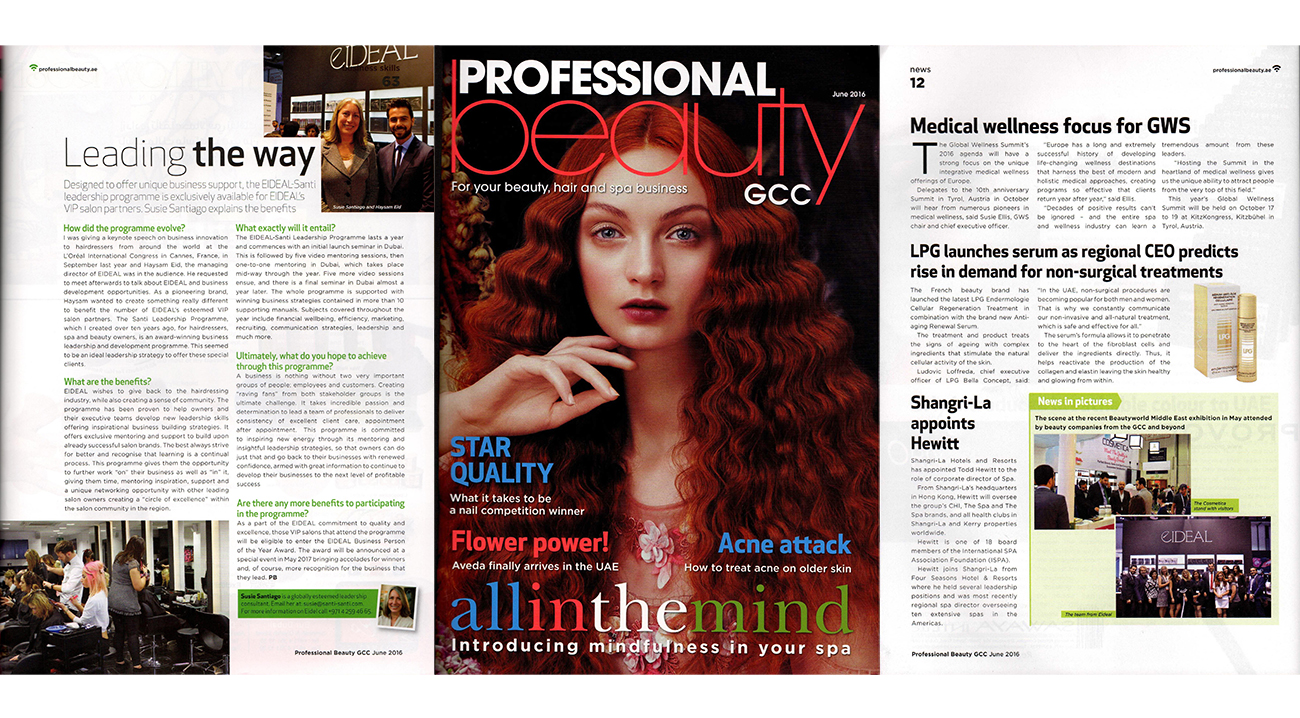 professionalbeauty.ae
eIDEAL
business skills
63
Leading the way
Designed to offer unique business support, the EIDEAL-Santi
leadership programme is exclusively available for EIDEAL's
VIP salon partners. Susie Santiago explains the benefits
Susie Santiago and Haysam Eid
How did the programme evolve?
I was giving a keynote speech on business innovation
to hairdressers from around the world at the
L'Oréal International Congress in Cannes, France, in
September last year and Haysam Eid, the managing
director of EIDEAL was in the audience. He requested
to meet afterwards to talk about EIDEAL and business
development opportunities. As a pioneering brand,
Haysam wanted to create something really different
to benefit the number of EIDEAL's esteemed VIP
salon partners. The Santi Leadership Programme,
which I created over ten years ago, for hairdressers,
spa and beauty owners, is an award-winning business
leadership and development programme. This seemed
to be an ideal leadership strategy to offer these special
clients.
What are the benefits?
EIDEAL wishes to give back to the hairdressing
industry, while also creating a sense of community. The
programme has been proven to help owners and
their executive teams develop new leadership skills
offering inspirational business building strategies. It
offers exclusive mentoring and support to build upon
already successful salon brands. The best always strive
for better and recognise that learning is a continual
process. This programme gives them the opportunity
to further work "on" their business as well as "in" it,
giving them time, mentoring inspiration, support and
a unique networking opportunity with other leading
salon owners creating a "circle of excellence" within
the salon community in the region.
What exactly will it entail?
The EIDEAL-Santi Leadership Programme lasts a year
and commences with an initial launch seminar in Dubai.
This is followed by five video mentoring sessions, then
one-to-one mentoring in Dubai, which takes place
mid-way through the year. Five more video sessions
ensue, and there is a final seminar in Dubai almost a
year later. The whole programme is supported with
winning business strategies contained in more than 10
supporting manuals. Subjects covered throughout the
year include financial wellbeing, efficiency, marketing,
recruiting, communication strategies, leadership and
much more.
Ultimately, what do you hope to achieve
through this programme?
A business is nothing without two very important
groups of people; employees and customers. Creating
"raving fans" from both stakeholder groups is the
ultimate challenge. It takes incredible passion and
determination to lead a team of professionals to deliver
consistency of excellent client care, appointment
after appointment. This programme is committed
to inspiring new energy through its mentoring and
insightful leadership strategies, so that owners can do
just that and go back to their businesses with renewed
confidence, armed with great information to continue to
develop their businesses to the next level of profitable
success
Are there any more benefits to participating
in the programme?
As a part of the EIDEAL commitment to quality and
excellence, those VIP salons that attend the programme
will be eligible to enter the EIDEAL Business Person
of the Year Award. The award will be announced at a
special event in May 2017 bringing accolades for winners
and, of course, more recognition for the business that
they lead. PB
Susie Santiago is a globally esteemed leadership
consultant. Email her at: susie@santi-santi.com.
For more information on Eideal call +971 4 259 46 65.
Professional Beauty GCC June 2016
PROFESSIONAL
beauty
June 2016
For your beauty, hair and spa business
GCC
STAR
QUALITY
What it takes to be
a nail competition winner
Flower power!
Aveda finally arrives in the UAE
Acne attack
How to treat acne on older skin
allinthemind
Introducing mindfulness in your spa
news
12
professionalbeauty.ae
Medical wellness focus for GWS
The Global Wellness Summit's
2016 agenda will have a
strong focus on the unique
integrative medical wellness
offerings of Europe.
Delegates to the 10th anniversary
Summit in Tyrol, Austria in October
will hear from numerous pioneers in
medical wellness, said Susie Ellis, GWS
chair and chief executive officer.
"Europe has a long and extremely
successful history of developing
life-changing wellness destinations
that harness the best of modern and
holistic medical approaches, creating
programs so effective that clients
return year after year," said Ellis.
"Decades of positive results can't
be ignored – and the entire spa
and wellness industry can learn a
tremendous amount from these
leaders.
"Hosting the Summit in the
heartland of medical wellness gives
us the unique ability to attract people
from the very top of this field."
This year's Global Wellness
Summit will be held on October 17
to 19 at KitzKongress, Kitzbühel in
Tyrol, Austria.
LPG launches serum as regional CEO predicts
rise in demand for non-surgical treatments
The French beauty brand has
launched the latest LPG Endermologie
Cellular Regeneration Treatment in
combination with the brand new Anti-
aging Renewal Serum.
The treatment and product treats
the signs of ageing with complex
ingredients that stimulate the natural
cellular activity of the skin.
Ludovic Loffreda, chief executive
officer of LPG Bella Concept, said:
"In the UAE, non-surgical procedures are
becoming popular for both men and women.
That is why we constantly communicate
our non-invasive and all-natural treatment,
which is safe and effective for all."
The serum's formula allows it to penetrate
to the heart of the fibroblast cells and
deliver the ingredients directly. Thus, it
helps reactivate the production of the
collagen and elastin leaving the skin healthy
and glowing from within.
LPG
LPG
Shangri-La
appoints
Hewitt
Shangri-La Hotels and Resorts
has appointed Todd Hewitt to the
role of corporate director of Spa.
From Shangri-La's headquarters
in Hong Kong, Hewitt will oversee
the group's CHI, The Spa and The
Spa brands, and all health clubs in
Shangri-La and Kerry properties
worldwide.
Hewitt is one of 18 board
members of the International SPA
Association Foundation (ISPA).
Hewitt joins Shangri-La from
Four Seasons Hotel & Resorts
where he held several leadership
positions and was most recently
regional spa director overseeing
ten extensive spas in the
Americas.
News in pictures
The scene at the recent Beautyworld Middle East exhibition in May attended
by beauty companies from the GCC and beyond
COSMETICA
The Cosmetica
stand with visitors
eIDEAL
The team from Eideal
Professional Beauty GCC June 2016